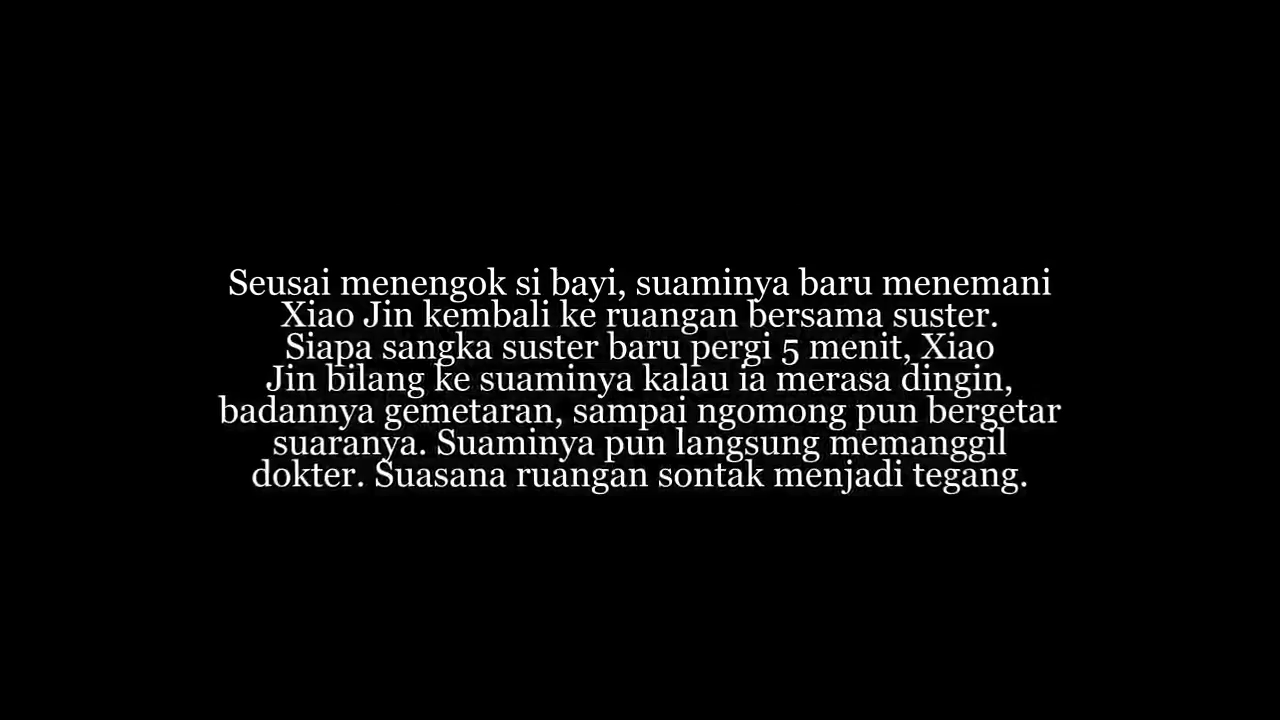 Seusai menengok si bayi, suaminya baru menemani
Xiao Jin kembali ke ruangan bersama suster.
Siapa sangka suster baru pergi 5 menit, Xiao
Jin bilang ke suaminya kalau ia merasa dingin,
badannya gemetaran, sampai ngomong pun bergetar
suaranya. Suaminya pun langsung memanggil
dokter. Suasana ruangan sontak menjadi tegang.